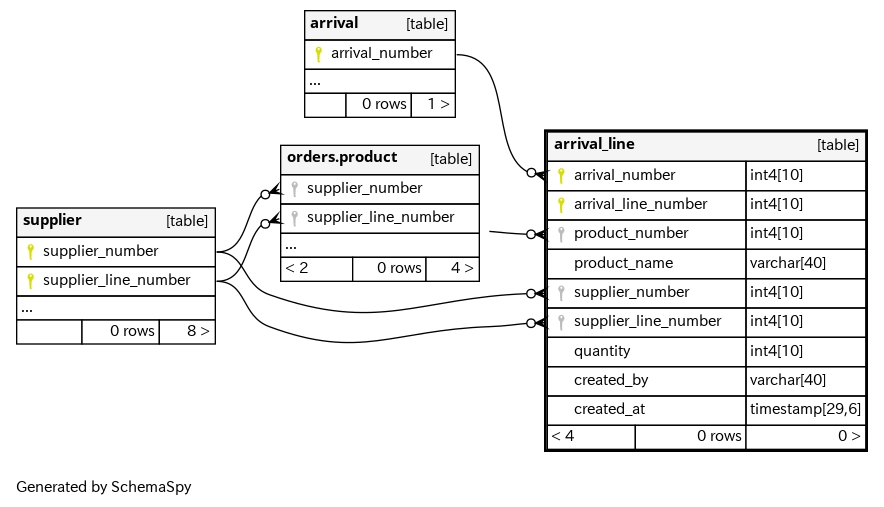 arrival [table]
arrival_number
...
0 rows 1 >
orders.product [table]
supplier_number
supplier_line_number
...
< 2 0 rows 4 >
supplier [table]
supplier_number
supplier_line_number
...
0 rows 8 >
arrival_line [table]
arrival_number int4[10]
arrival_line_number int4[10]
product_number int4[10]
product_name varchar[40]
supplier_number int4[10]
supplier_line_number int4[10]
quantity int4[10]
created_by varchar[40]
created_at timestamp[29,6]
< 4 0 rows 0 >
Generated by SchemaSpy